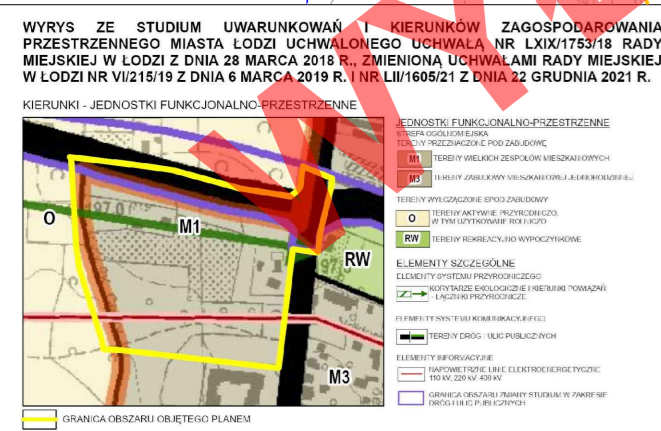 WYRYS ZE STUDIUM UWARUNKOWAŃ I KIERUNKÓW ZAGOSPODAROWANIA
PRZESTRZENNEGO MIASTA ŁODZI UCHWALONEGO UCHWAŁĄ NR LXIX/1753/18 RADY
MIEJSKIEJ W ŁODZI Z DNIA 28 MARCA 2018 R., ZMIENIONĄ UCHWAŁAMI RADY MIEJSKIEJ
W ŁODZI NR VI/215/19 Z DNIA 6 MARCA 2019 R. I NR LII/1605/21 Z DNIA 22 GRUDNIA 2021 R.
KIERUNKI - JEDNOSTKI FUNKCJONALNO-PRZESTRZENNE
O
M1
RW
M3
JEDNOSTKI FUNKCJONALNO-PRZESTRZENNE
STREFA OGÓLNOMIEJSKA
TERENY PRZEZNACZONE POD ZABUDOWĘ
M1 TERENY WIELKICH ZESPOŁÓW MIESZKANIOWYCH
M3 TERENY ZABUDOWY MIESZKANIOWEJ JEDNORODZINNEJ
TERENY WYŁĄCZONE SPOD ZABUDOWY
O TERENY AKTYWNE PRZYRODNICZO,
W TYM UŻYTKOWANE ROLNICZO
RW TERENY REKREACYJNO WYPOCZYNKOWE
ELEMENTY SZCZEGÓLNE
ELEMENTY SYSTEMU PRZYRODNICZEGO
KORYTARZE EKOLOGICZNE I KIERUNKI POWIĄZAŃ
- ŁĄCZNIKI PRZYRODNICZE
ELEMENTY SYSTEMU KOMUNIKACYJNEGO
TERENY DRÓG I ULIC PUBLICZNYCH
ELEMENTY INFORMACYJNE
NAPOWIETRZNE LINIE ELEKTROENERGETYCZNE
110 kV, 220 kV, 400 kV
GRANICA OBSZARU ZMIANY STUDIUM W ZAKRESIE
DRÓG I ULIC PUBLICZNYCH
GRANICA OBSZARU OBJĘTEGO PLANEM